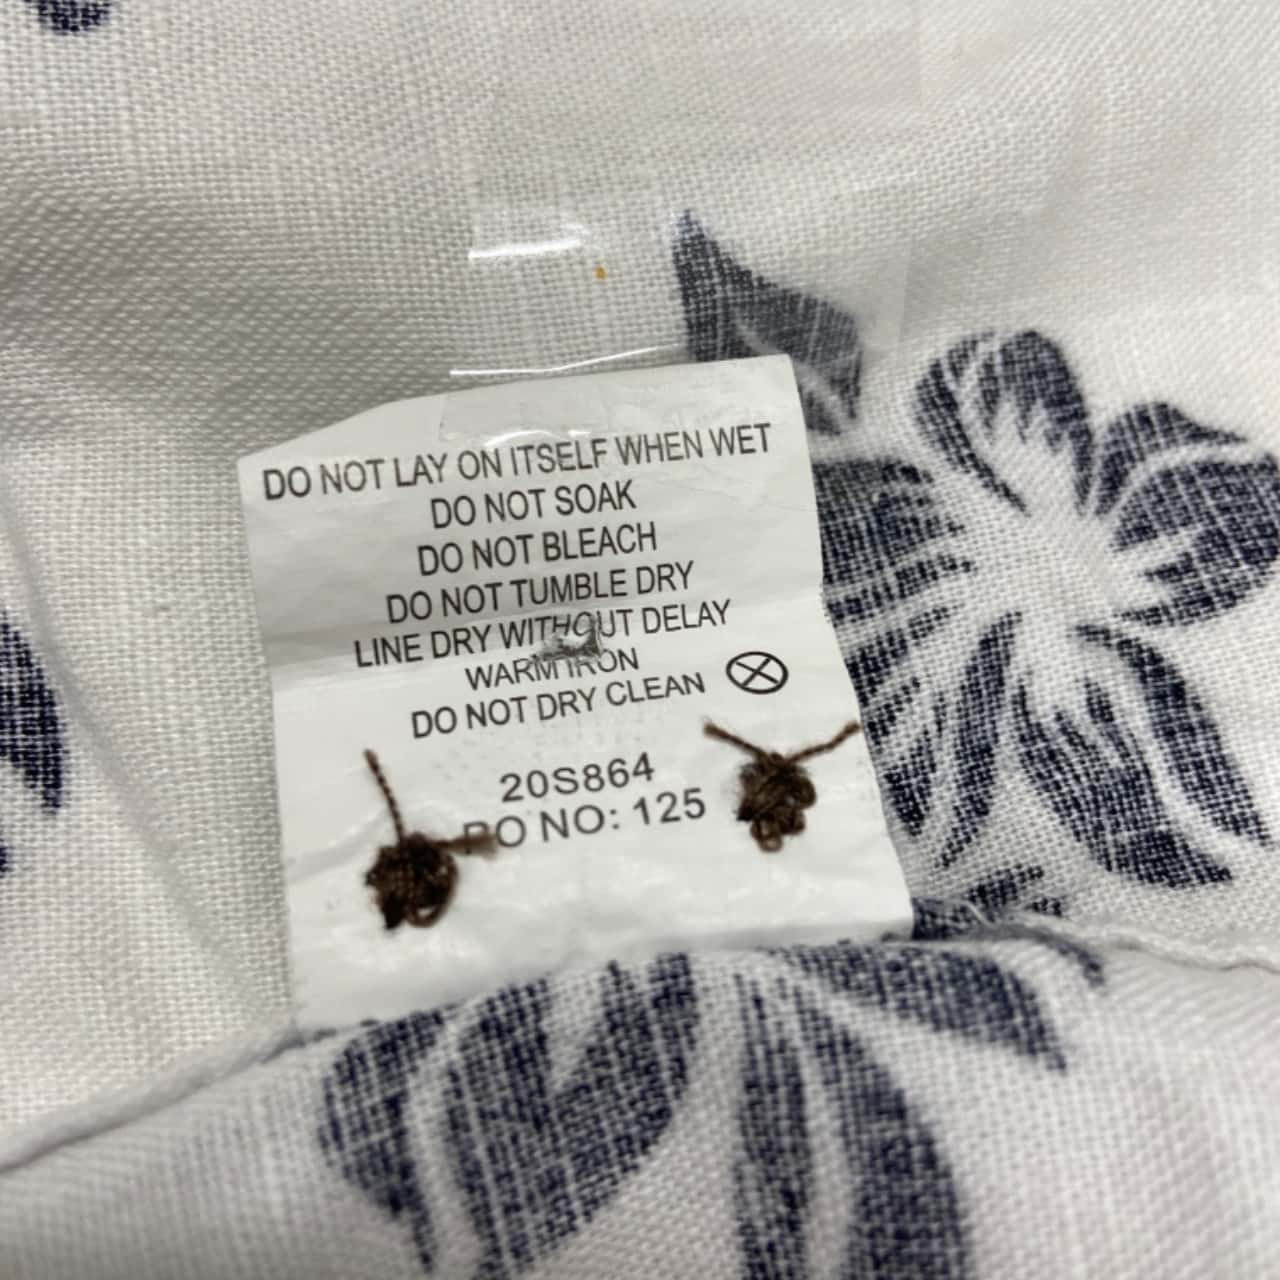 DO NOT LAY ON ITSELF WHEN WET
DO NOT SOAK
DO NOT BLEACH
DO NOT TUMBLE DRY
LINE DRY WITHOUT DELAY
WARM IRON
DO NOT DRY CLEAN
20S864
PO NO: 125